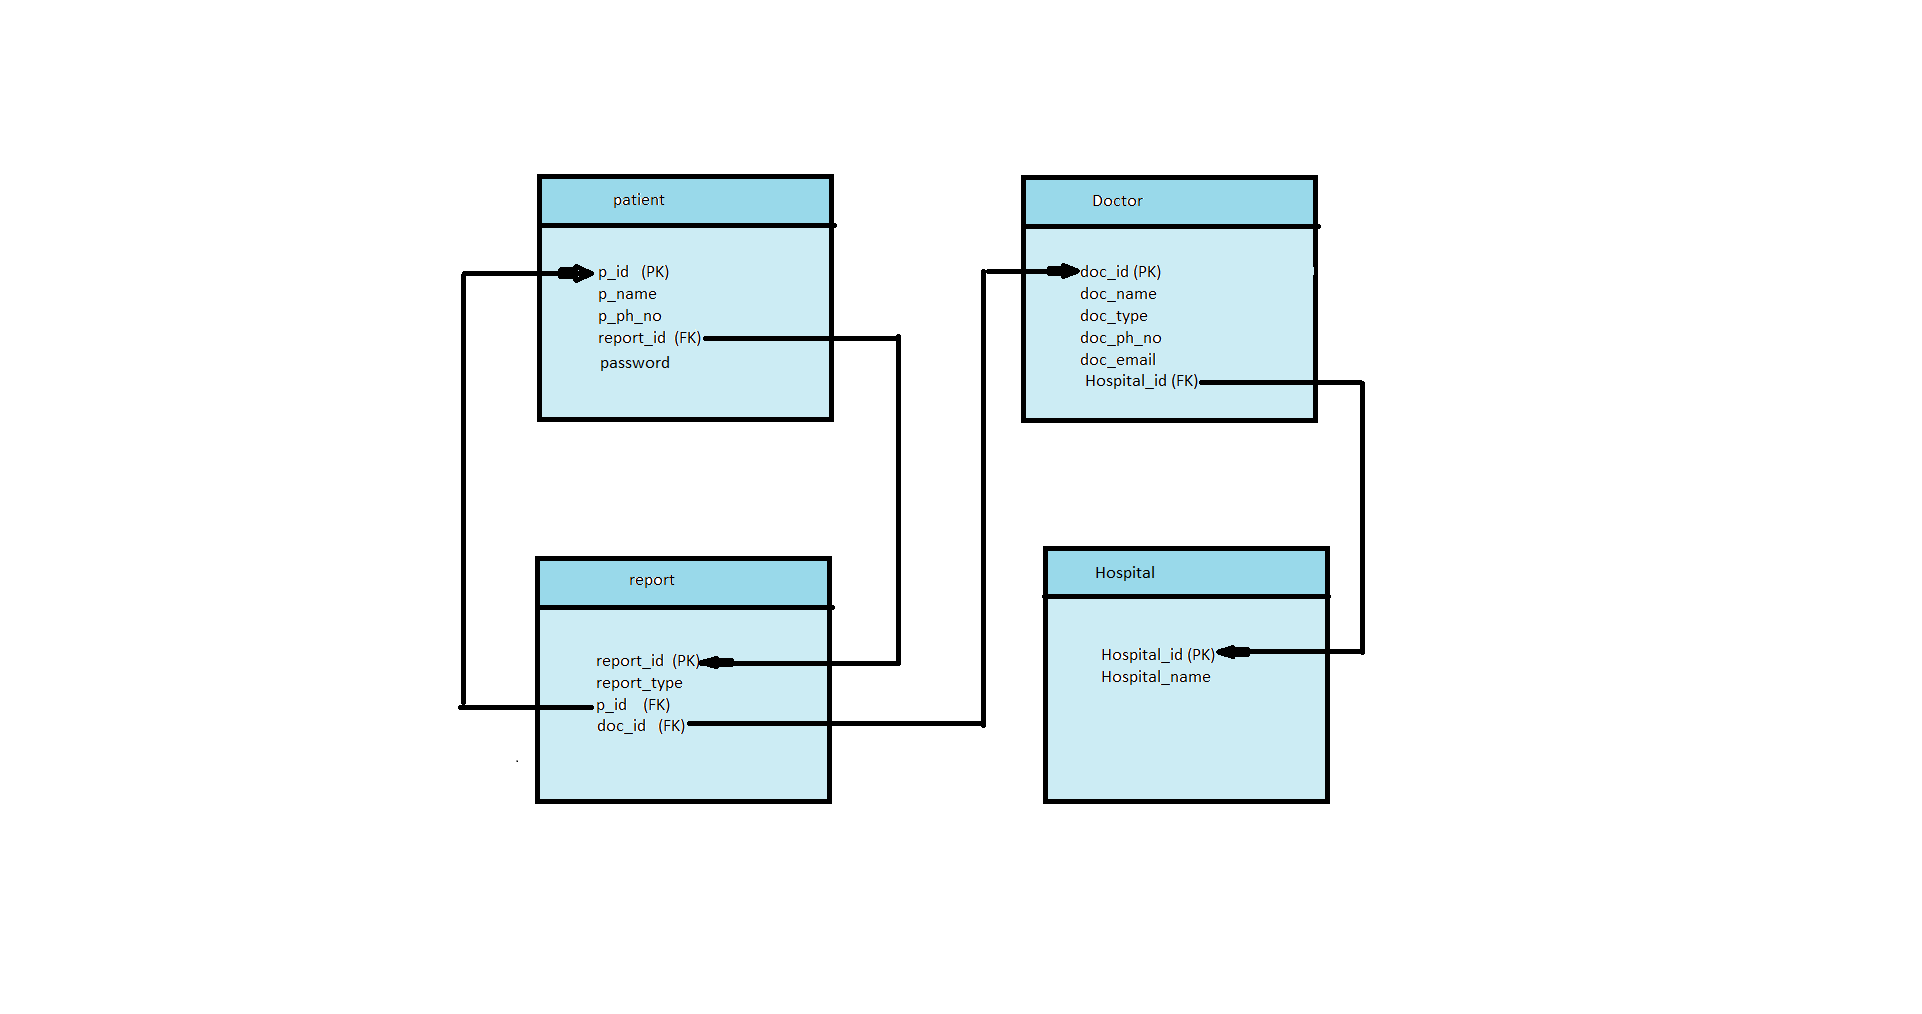 patient
p_id (PK)
p_name
p_ph_no
report_id (FK)
password
Doctor
doc_id (PK)
doc_name
doc_type
doc_ph_no
doc_email
Hospital_id (FK)
report
report_id (PK)
report_type
p_id (FK)
doc_id (FK)
Hospital
Hospital_id (PK)
Hospital_name